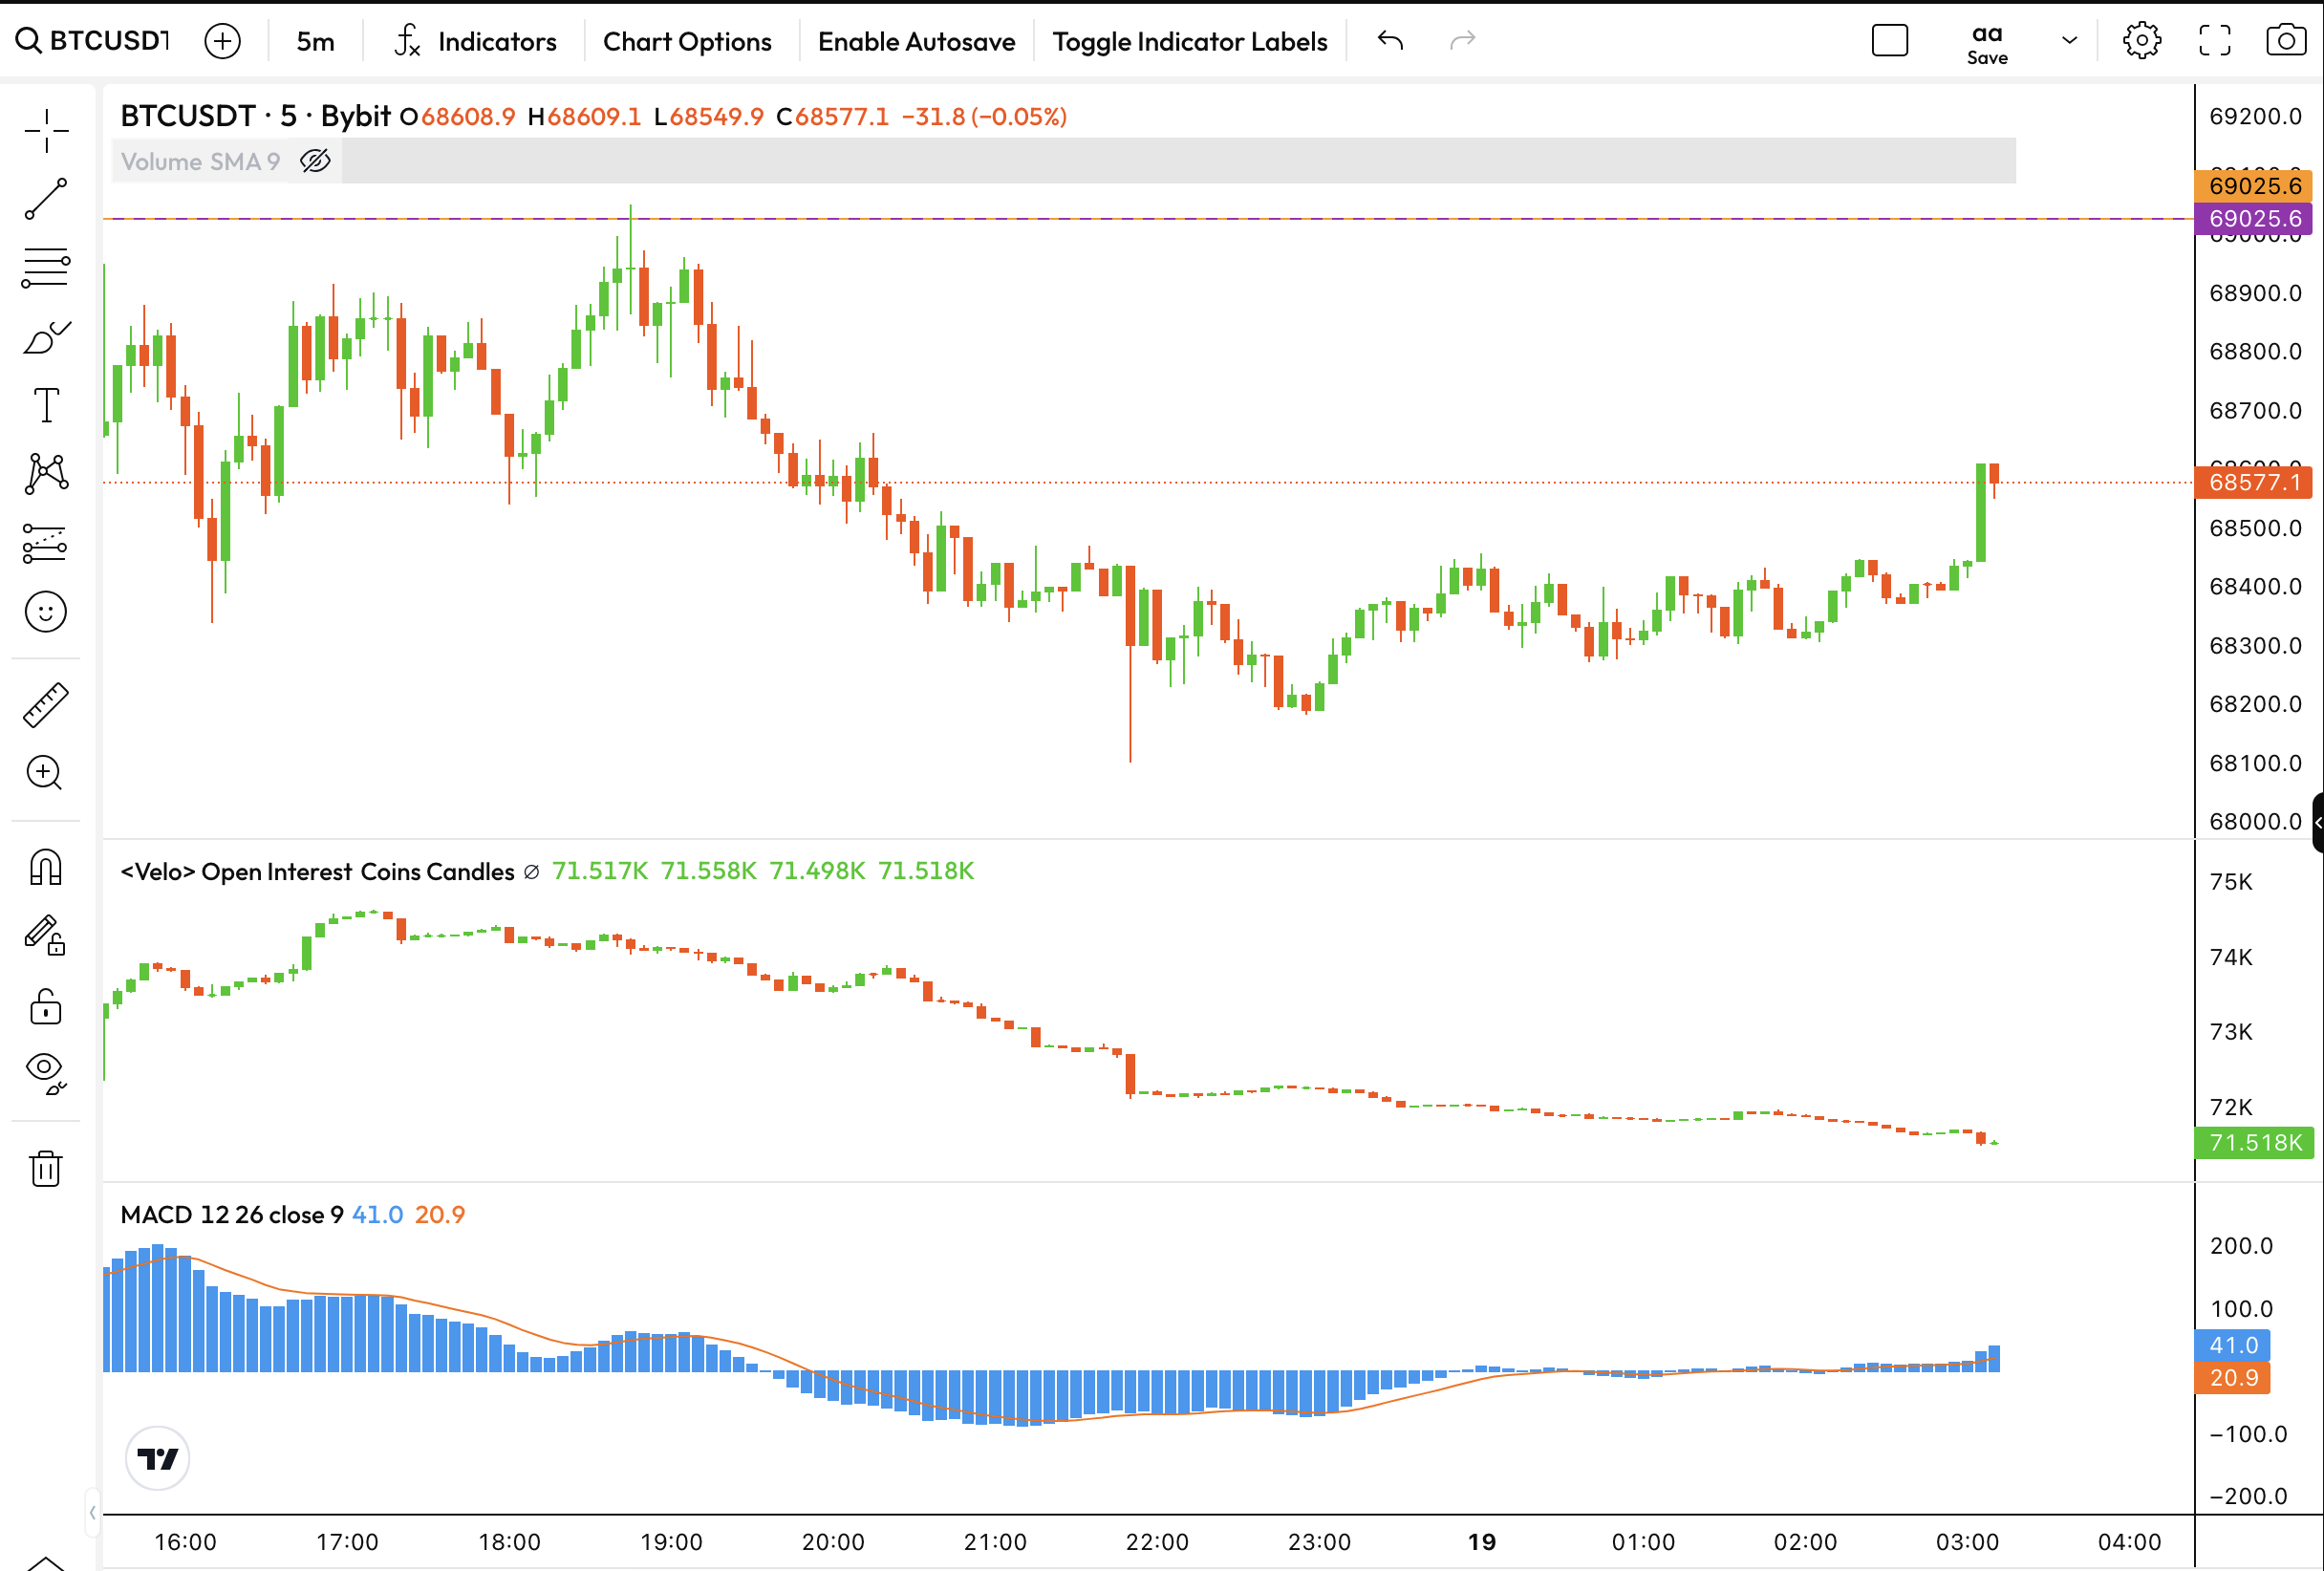 BTCUSDT 5m fx Indicators Chart Options Enable Autosave Toggle Indicator Labels aa
Save
BTCUSDT · 5 · Bybit O68608.9 H68609.1 L68549.9 C68577.1 −31.8 (−0.05%)
Volume SMA 9
69200.0
69025.6
69025.6
68900.0
68800.0
68700.0
68577.1
68500.0
68400.0
68300.0
68200.0
68100.0
68000.0
<Velo> Open Interest Coins Candles ∅ 71.517K 71.558K 71.498K 71.518K
75K
74K
73K
72K
71.518K
MACD 12 26 close 9 41.0 20.9
200.0
100.0
41.0
20.9
−100.0
−200.0
16:00 17:00 18:00 19:00 20:00 21:00 22:00 23:00 19 01:00 02:00 03:00 04:00